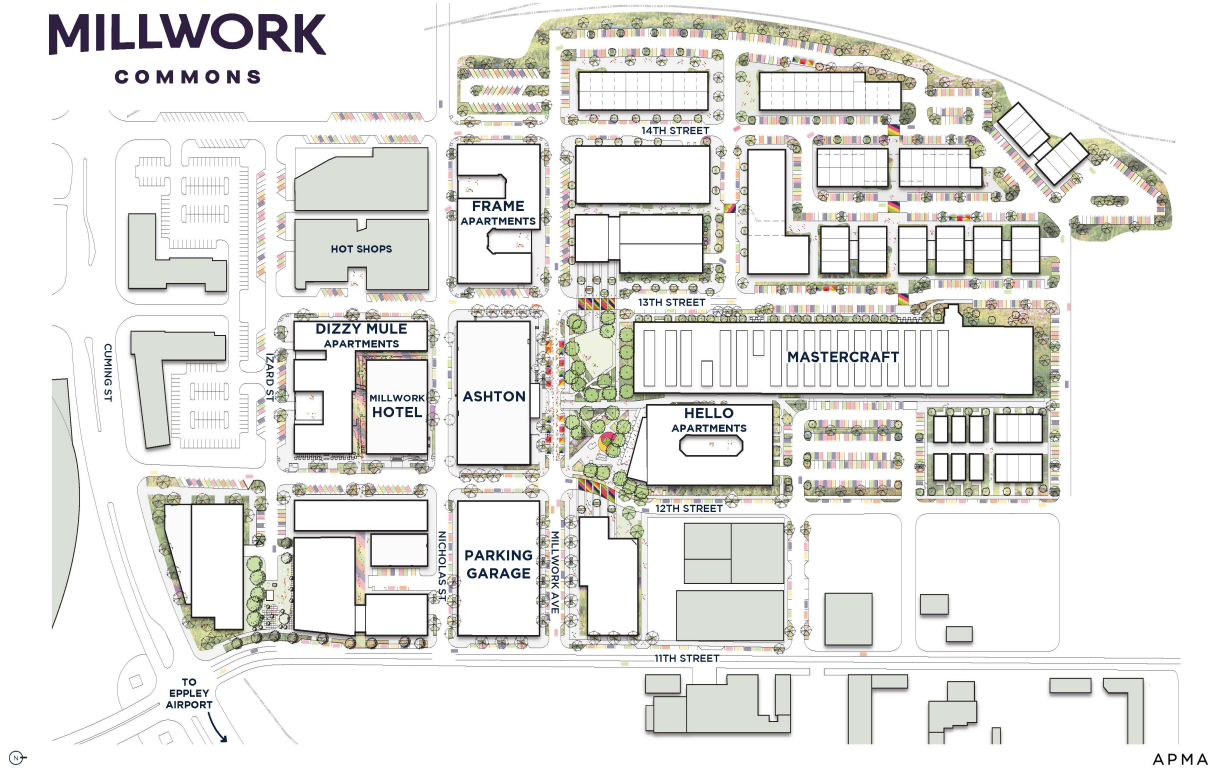 MILLWORK
COMMONS
14TH STREET
FRAME
APARTMENTS
HOT SHOPS
13TH STREET
DIZZY MULE
APARTMENTS
CUMING ST
IZARD ST
MILLWORK
HOTEL
ASHTON
MASTERCRAFT
HELLO
APARTMENTS
12TH STREET
NICHOLAS ST
PARKING
GARAGE
MILLWORK AVE
11TH STREET
TO
EPPLEY
AIRPORT
N
APMA